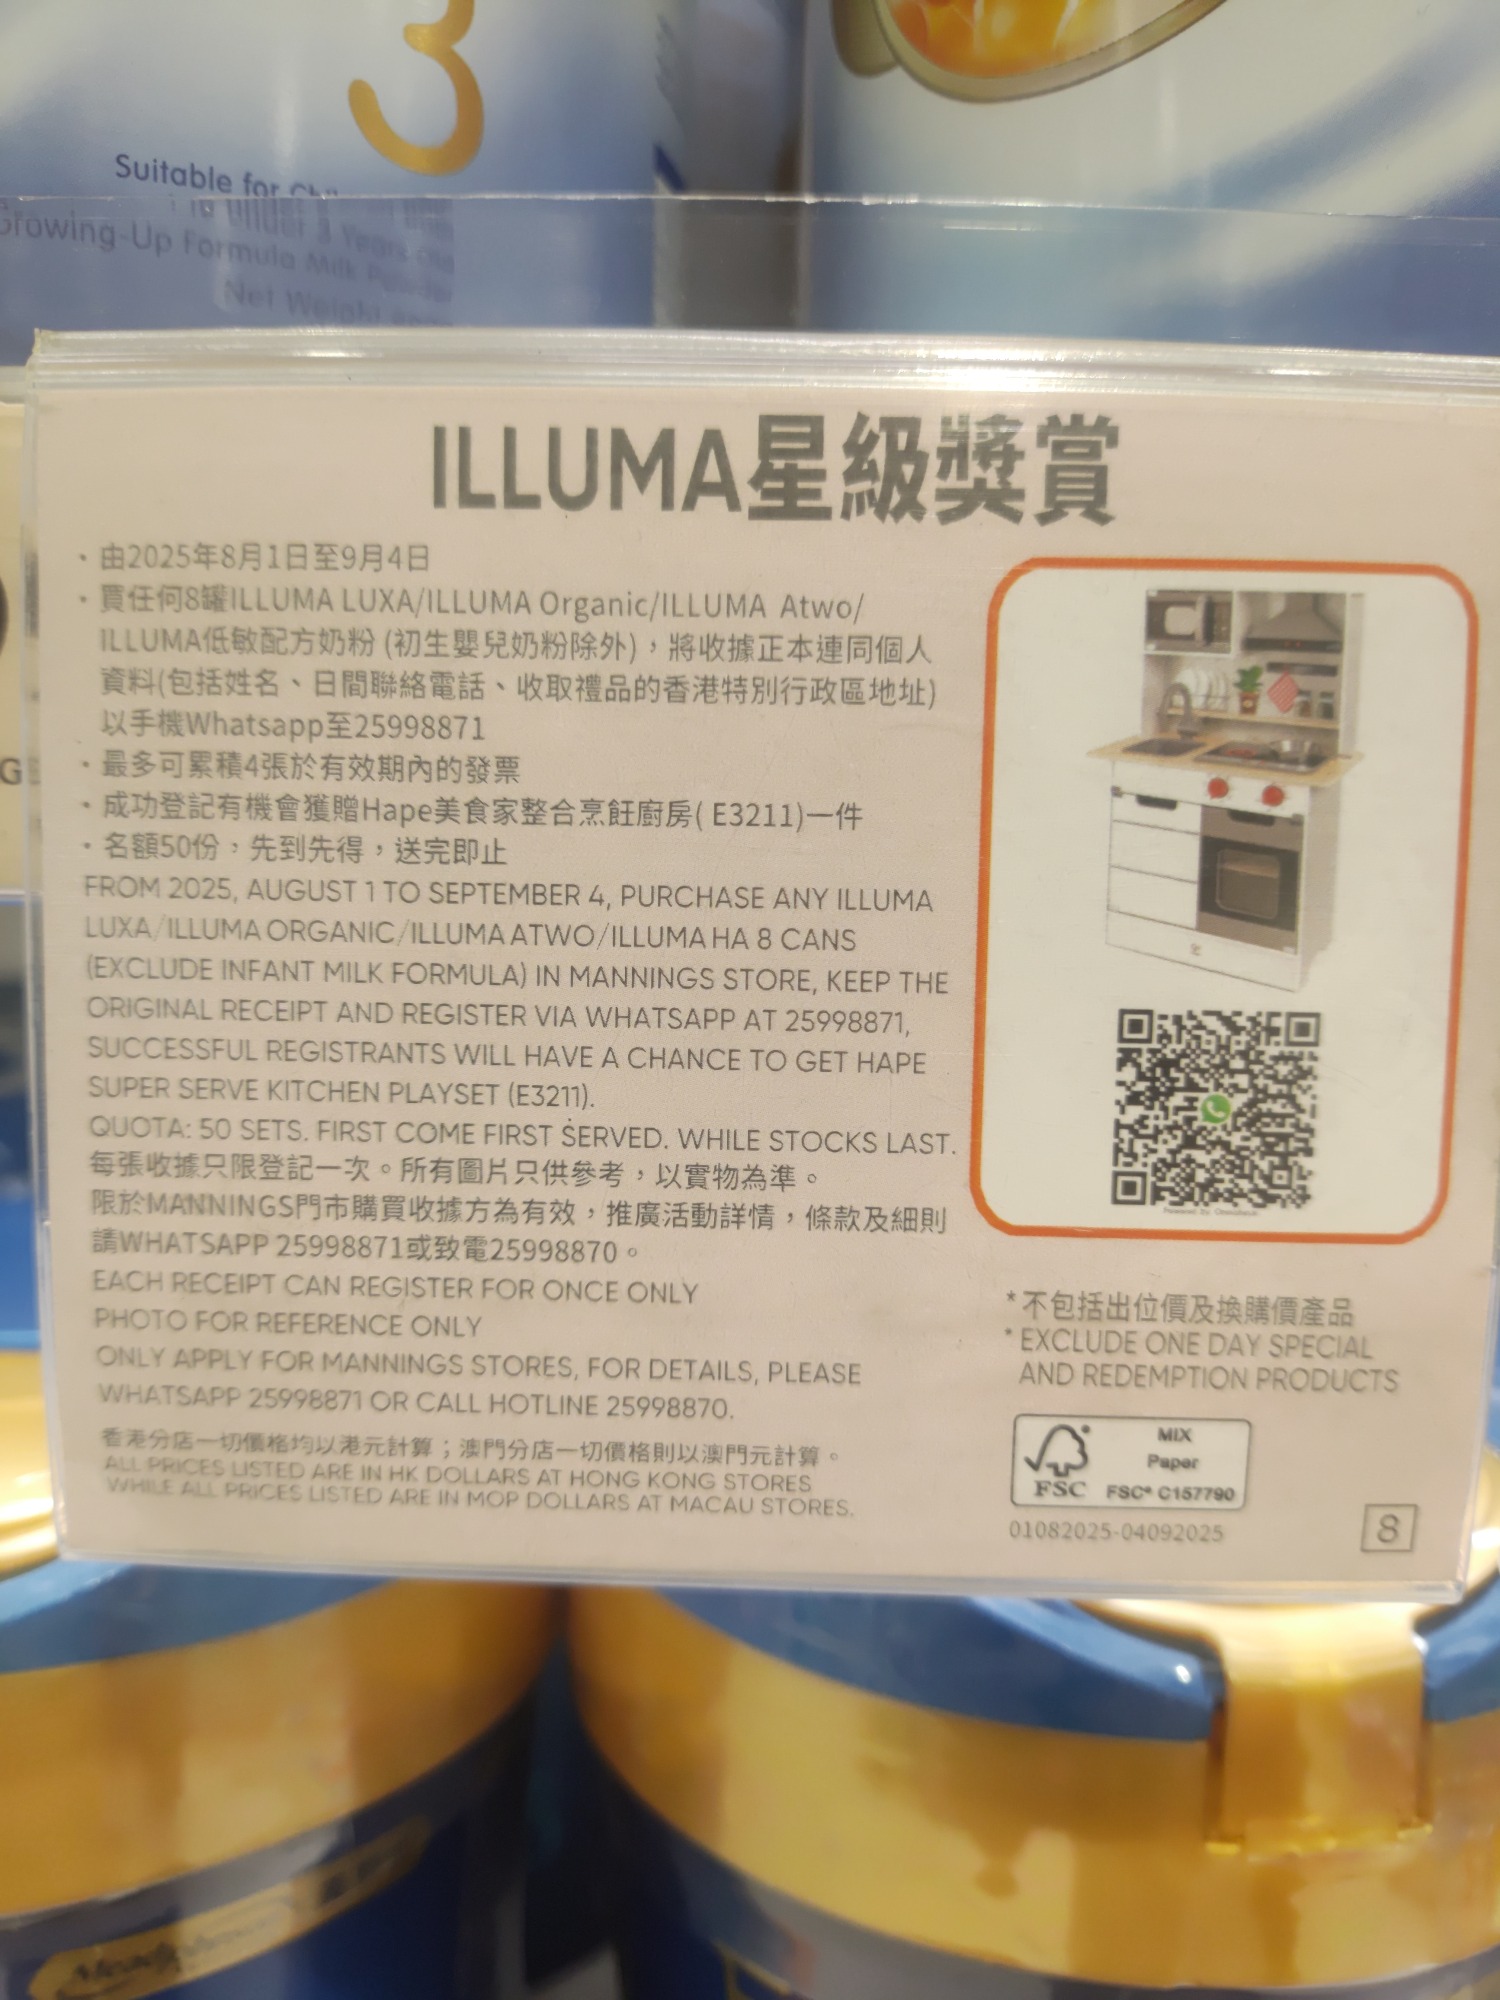 3
Suitable for
Growing-Up Formula Milk
Net Weight
ILLUMA星級獎賞
· 由2025年8月1日至9月4日
· 買任何8罐ILLUMA LUXA/ILLUMA Organic/ILLUMA Atwo/
ILLUMA低敏配方奶粉 (初生嬰兒奶粉除外)，將收據正本連同個人
資料(包括姓名、日間聯絡電話、收取禮品的香港特別行政區地址)
以手機Whatsapp至25998871
· 最多可累積4張於有效期內的發票
· 成功登記有機會獲贈Hape美食家整合烹飪廚房( E3211)一件
· 名額50份，先到先得，送完即止
FROM 2025, AUGUST 1 TO SEPTEMBER 4, PURCHASE ANY ILLUMA
LUXA/ILLUMA ORGANIC/ILLUMA ATWO/ILLUMA HA 8 CANS
(EXCLUDE INFANT MILK FORMULA) IN MANNINGS STORE, KEEP THE
ORIGINAL RECEIPT AND REGISTER VIA WHATSAPP AT 25998871,
SUCCESSFUL REGISTRANTS WILL HAVE A CHANCE TO GET HAPE
SUPER SERVE KITCHEN PLAYSET (E3211).
QUOTA: 50 SETS. FIRST COME FIRST SERVED. WHILE STOCKS LAST.
每張收據只限登記一次。所有圖片只供參考，以實物為準。
限於MANNINGS門市購買收據方為有效，推廣活動詳情，條款及細則
請WHATSAPP 25998871或致電25998870。
EACH RECEIPT CAN REGISTER FOR ONCE ONLY
PHOTO FOR REFERENCE ONLY
ONLY APPLY FOR MANNINGS STORES, FOR DETAILS, PLEASE
WHATSAPP 25998871 OR CALL HOTLINE 25998870.
香港分店一切價格均以港元計算；澳門分店一切價格則以澳門元計算。
ALL PRICES LISTED ARE IN HK DOLLARS AT HONG KONG STORES
WHILE ALL PRICES LISTED ARE IN MOP DOLLARS AT MACAU STORES.
* 不包括出位價及換購價產品
* EXCLUDE ONE DAY SPECIAL
AND REDEMPTION PRODUCTS
MIX
Paper
FSC FSC® C157790
01082025-04092025
8